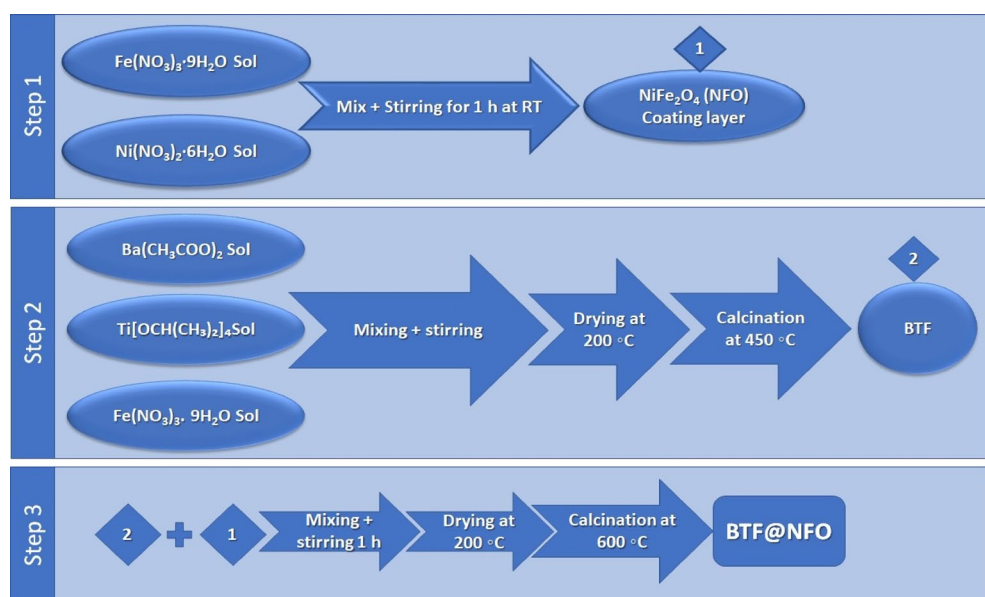 Step 1
Fe(NO₃)₃·9H₂O Sol
Ni(NO₃)₂·6H₂O Sol
Mix + Stirring for 1 h at RT
1
NiFe₂O₄ (NFO)
Coating layer
Step 2
Ba(CH₃COO)₂ Sol
Ti[OCH(CH₃)₂]₄Sol
Fe(NO₃)₃. 9H₂O Sol
Mixing + stirring
Drying at
200 ◦C
Calcination
at 450 ◦C
2
BTF
Step 3
2
1
Mixing +
stirring 1 h
Drying at
200 ◦C
Calcination at
600 ◦C
BTF@NFO